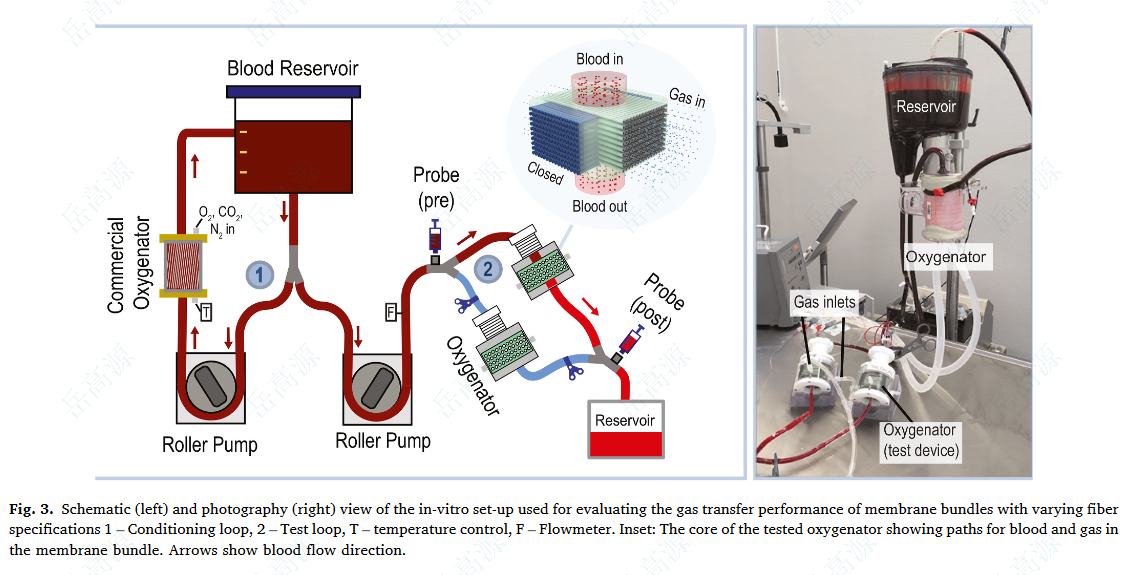 Blood Reservoir
Commercial
Oxygenator
O2, CO2,
N2 in
T
1
Roller Pump
Roller Pump
F
Probe
(pre)
2
Oxygenator
Probe
(post)
Reservoir
Blood in
Gas in
Closed
Blood out
Reservoir
Oxygenator
Gas inlets
Oxygenator
(test device)
Fig. 3. Schematic (left) and photography (right) view of the in-vitro set-up used for evaluating the gas transfer performance of membrane bundles with varying fiber
specifications 1 – Conditioning loop, 2 – Test loop, T – temperature control, F – Flowmeter. Inset: The core of the tested oxygenator showing paths for blood and gas in
the membrane bundle. Arrows show blood flow direction.